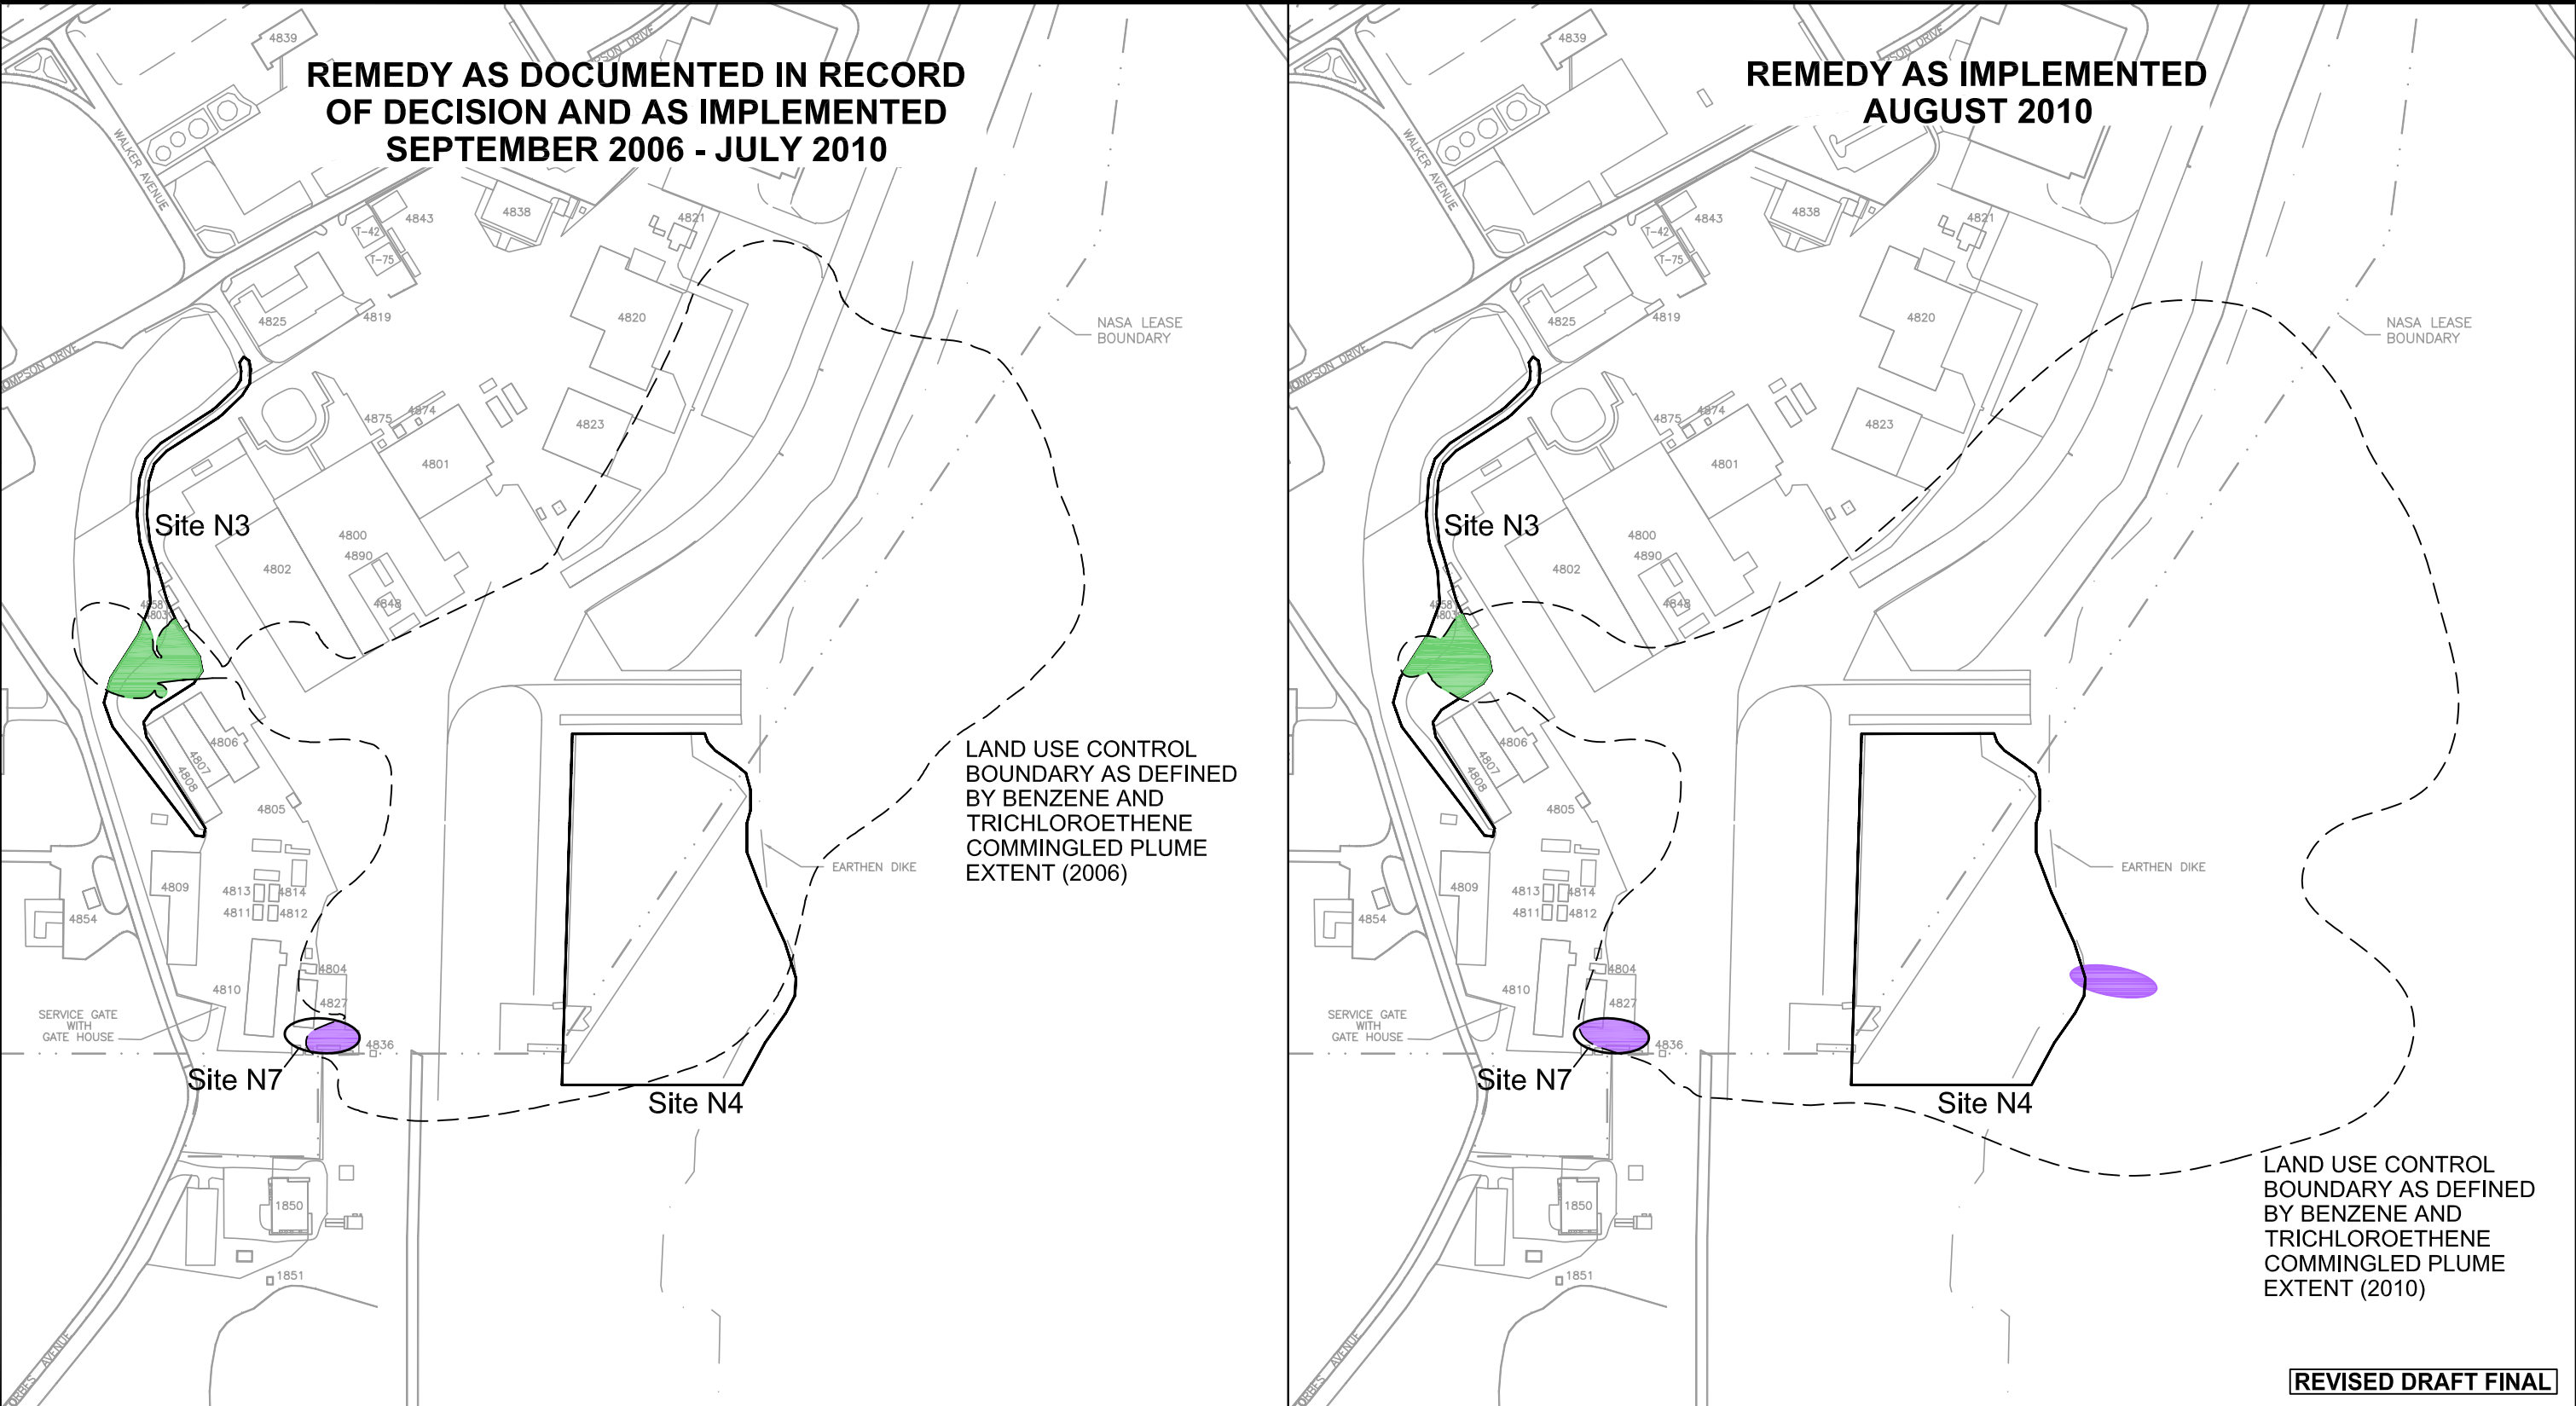 REMEDY AS DOCUMENTED IN RECORD
OF DECISION AND AS IMPLEMENTED
SEPTEMBER 2006 - JULY 2010
4839
WALKER AVENUE
4843
T-42
T-75
4838
4821
4825
4819
4820
NASA LEASE
BOUNDARY
4823
4875
4874
4801
Site N3
4800
4890
4802
4848
4858
4803
4806
4807
4808
4805
LAND USE CONTROL
BOUNDARY AS DEFINED
BY BENZENE AND
TRICHLOROETHENE
COMMINGLED PLUME
EXTENT (2006)
EARTHEN DIKE
4809
4813
4814
4811
4812
4854
4804
4810
4827
SERVICE GATE
WITH
GATE HOUSE
4836
Site N7
Site N4
1850
1851
AVENUE
REMEDY AS IMPLEMENTED
AUGUST 2010
4839
WALKER AVENUE
4843
T-42
T-75
4838
4821
4825
4819
4820
NASA LEASE
BOUNDARY
4823
4875
4874
4801
Site N3
4800
4890
4802
4848
4858
4806
4807
4808
4805
EARTHEN DIKE
4809
4813
4814
4811
4812
4854
4804
4810
4827
SERVICE GATE
WITH
GATE HOUSE
4836
Site N7
Site N4
LAND USE CONTROL
BOUNDARY AS DEFINED
BY BENZENE AND
TRICHLOROETHENE
COMMINGLED PLUME
EXTENT (2010)
1850
1851
AVENUE
REVISED DRAFT FINAL